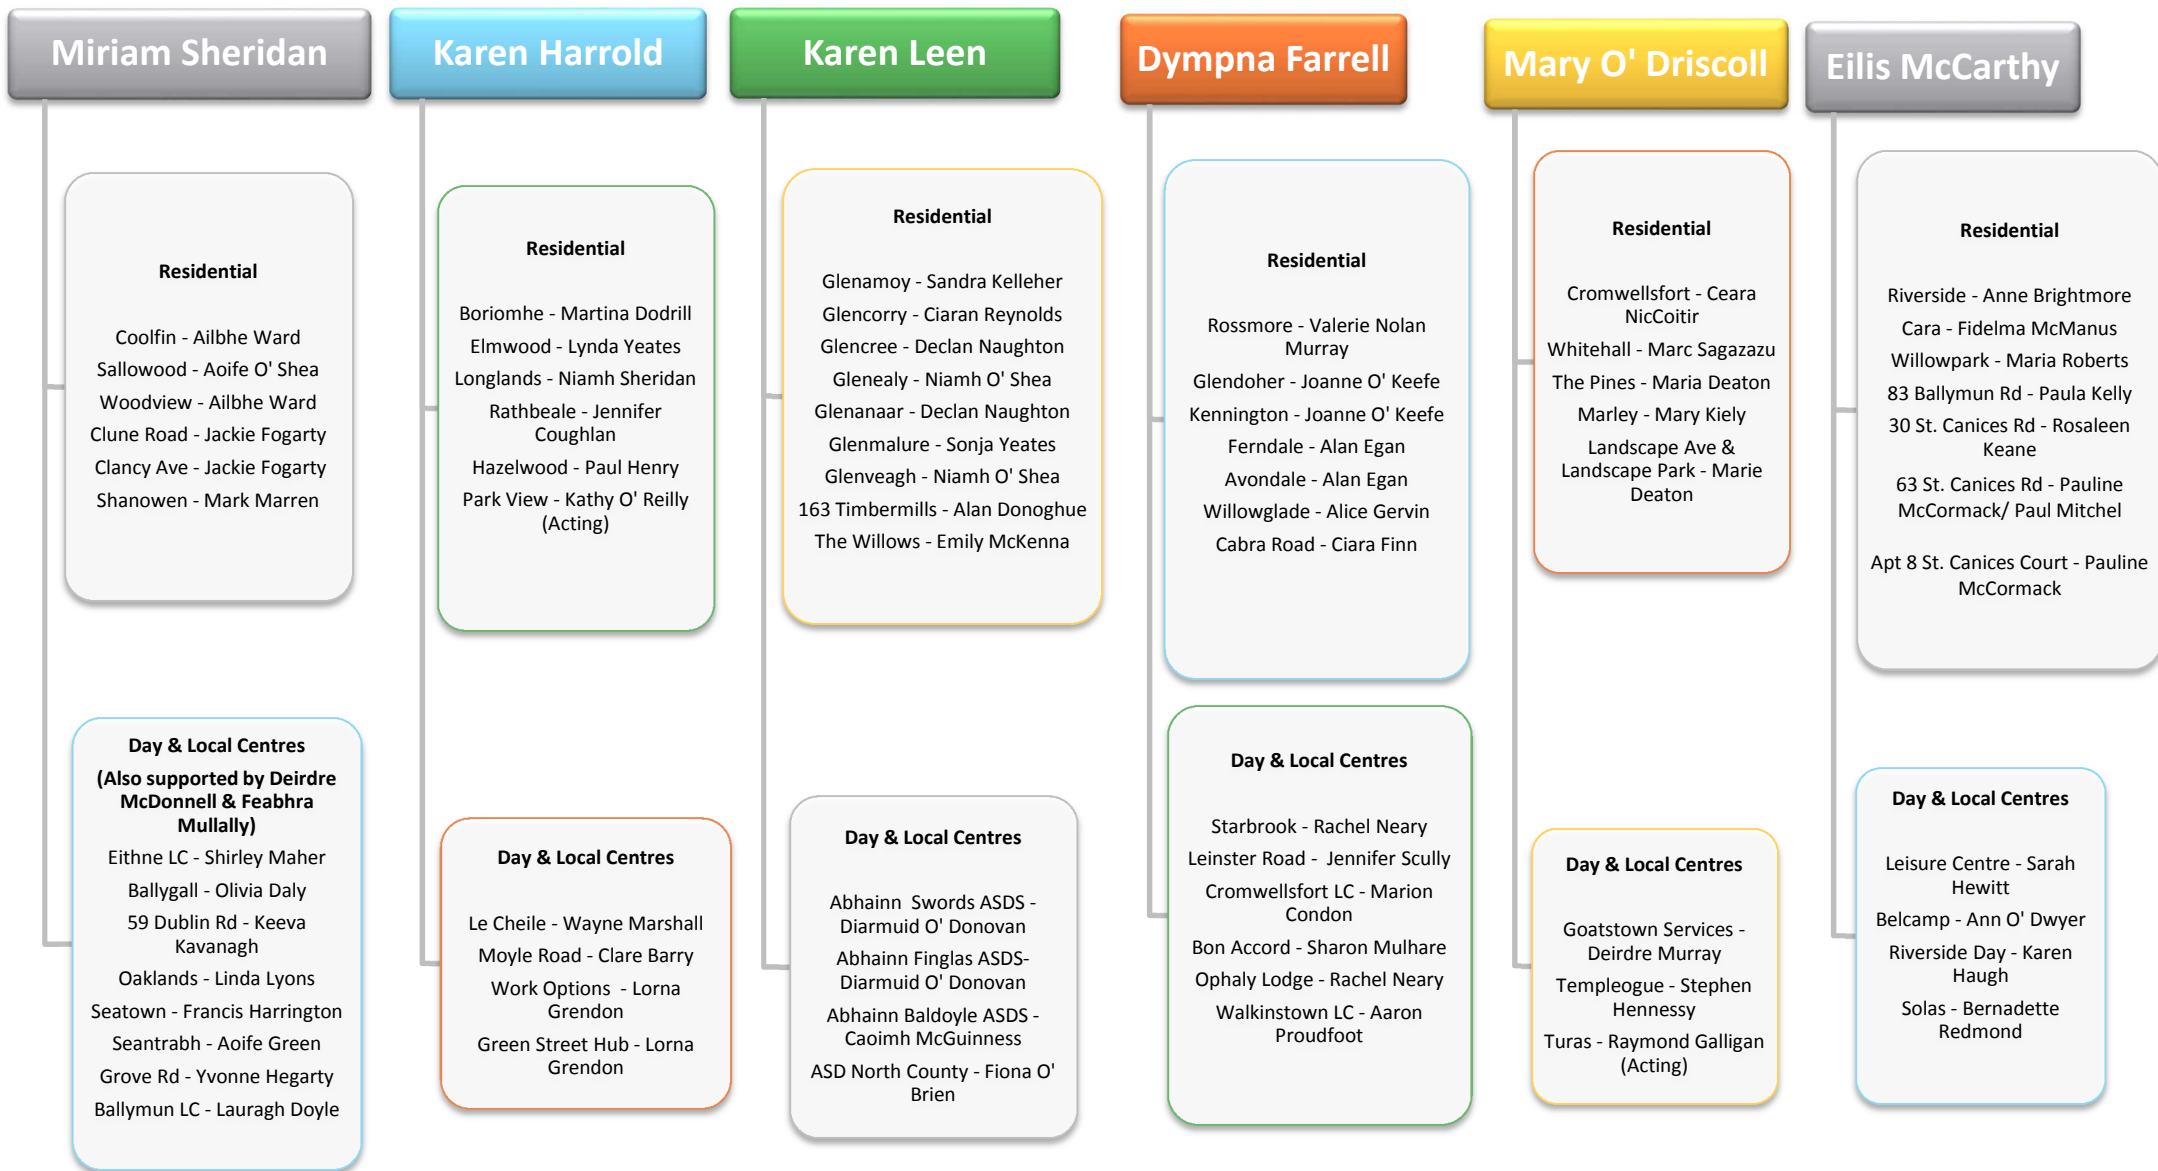 Miriam Sheridan
Residential
Coolfin - Ailbhe Ward
Sallowood - Aoife O' Shea
Woodview - Ailbhe Ward
Clune Road - Jackie Fogarty
Clancy Ave - Jackie Fogarty
Shanowen - Mark Marren
Day & Local Centres
(Also supported by Deirdre
McDonnell & Feabhra
Mullally)
Eithne LC - Shirley Maher
Ballygall - Olivia Daly
59 Dublin Rd - Keeva
Kavanagh
Oaklands - Linda Lyons
Seatown - Francis Harrington
Seantrabh - Aoife Green
Grove Rd - Yvonne Hegarty
Ballymun LC - Lauragh Doyle
Karen Harrold
Residential
Boriomhe - Martina Dodrill
Elmwood - Lynda Yeates
Longlands - Niamh Sheridan
Rathbeale - Jennifer
Coughlan
Hazelwood - Paul Henry
Park View - Kathy O' Reilly
(Acting)
Day & Local Centres
Le Cheile - Wayne Marshall
Moyle Road - Clare Barry
Work Options - Lorna
Grendon
Green Street Hub - Lorna
Grendon
Karen Leen
Residential
Glenamoy - Sandra Kelleher
Glencorry - Ciaran Reynolds
Glencree - Declan Naughton
Glenealy - Niamh O' Shea
Glenanaar - Declan Naughton
Glenmalure - Sonja Yeates
Glenveagh - Niamh O' Shea
163 Timbermills - Alan Donoghue
The Willows - Emily McKenna
Day & Local Centres
Abhainn Swords ASDS -
Diarmuid O' Donovan
Abhainn Finglas ASDS-
Diarmuid O' Donovan
Abhainn Baldoyle ASDS -
Caoimh McGuinness
ASD North County - Fiona O'
Brien
Dympna Farrell
Residential
Rossmore - Valerie Nolan
Murray
Glendoher - Joanne O' Keefe
Kennington - Joanne O' Keefe
Ferndale - Alan Egan
Avondale - Alan Egan
Willowglade - Alice Gervin
Cabra Road - Ciara Finn
Day & Local Centres
Starbrook - Rachel Neary
Leinster Road - Jennifer Scully
Cromwellsfort LC - Marion
Condon
Bon Accord - Sharon Mulhare
Ophaly Lodge - Rachel Neary
Walkinstown LC - Aaron
Proudfoot
Mary O' Driscoll
Residential
Cromwellsfort - Ceara
NicCoitir
Whitehall - Marc Sagazazu
The Pines - Maria Deaton
Marley - Mary Kiely
Landscape Ave &
Landscape Park - Marie
Deaton
Day & Local Centres
Goatstown Services -
Deirdre Murray
Templeogue - Stephen
Hennessy
Turas - Raymond Galligan
(Acting)
Eilis McCarthy
Residential
Riverside - Anne Brightmore
Cara - Fidelma McManus
Willowpark - Maria Roberts
83 Ballymun Rd - Paula Kelly
30 St. Canices Rd - Rosaleen
Keane
63 St. Canices Rd - Pauline
McCormack/ Paul Mitchel
Apt 8 St. Canices Court - Pauline
McCormack
Day & Local Centres
Leisure Centre - Sarah
Hewitt
Belcamp - Ann O' Dwyer
Riverside Day - Karen
Haugh
Solas - Bernadette
Redmond